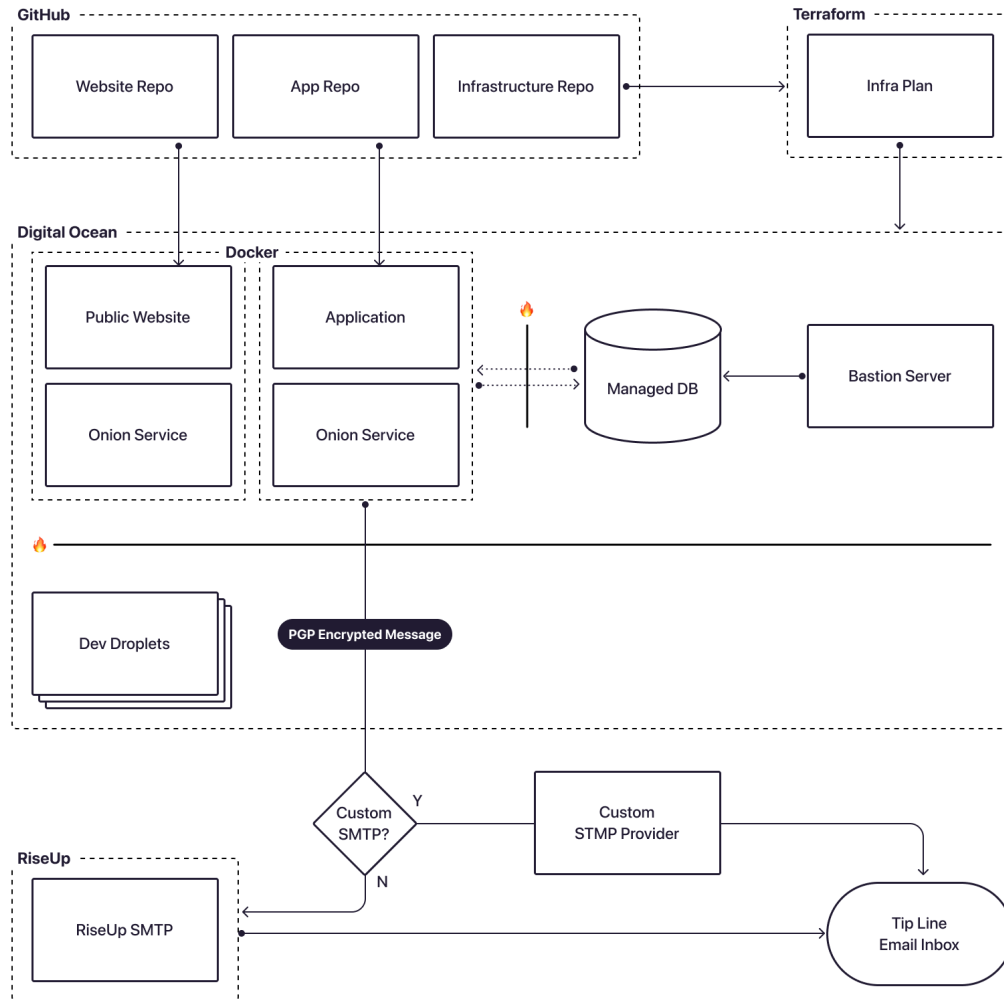 GitHub
Terraform
Website Repo
App Repo
Infrastructure Repo
Infra Plan
Digital Ocean
Docker
Public Website
Application
Managed DB
Bastion Server
Onion Service
Onion Service
Dev Droplets
PGP Encrypted Message
Custom
SMTP?
Y
N
Custom
STMP Provider
RiseUp
RiseUp SMTP
Tip Line
Email Inbox